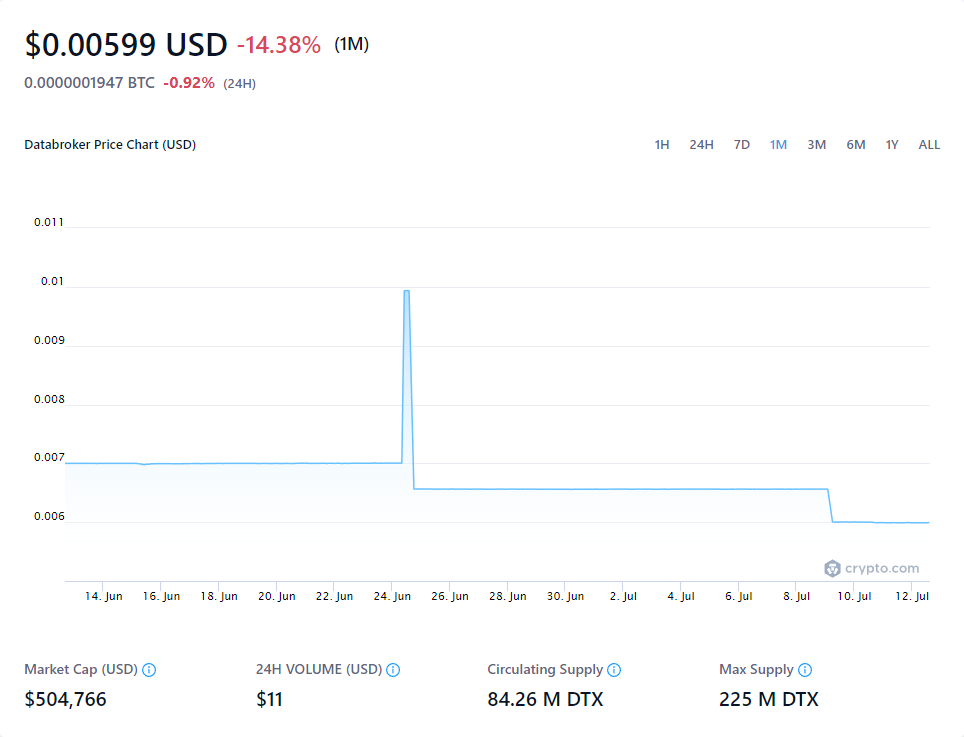 $0.00599 USD -14.38% (1M)
0.0000001947 BTC -0.92% (24H)
Databroker Price Chart (USD)
1H 24H 7D 1M 3M 6M 1Y ALL
0.011
0.01
0.009
0.008
0.007
0.006
crypto.com
14. Jun 16. Jun 18. Jun 20. Jun 22. Jun 24. Jun 26. Jun 28. Jun 30. Jun 2. Jul 4. Jul 6. Jul 8. Jul 10. Jul 12. Jul
Market Cap (USD) 24H VOLUME (USD) Circulating Supply Max Supply
$504,766 $11 84.26 M DTX 225 M DTX